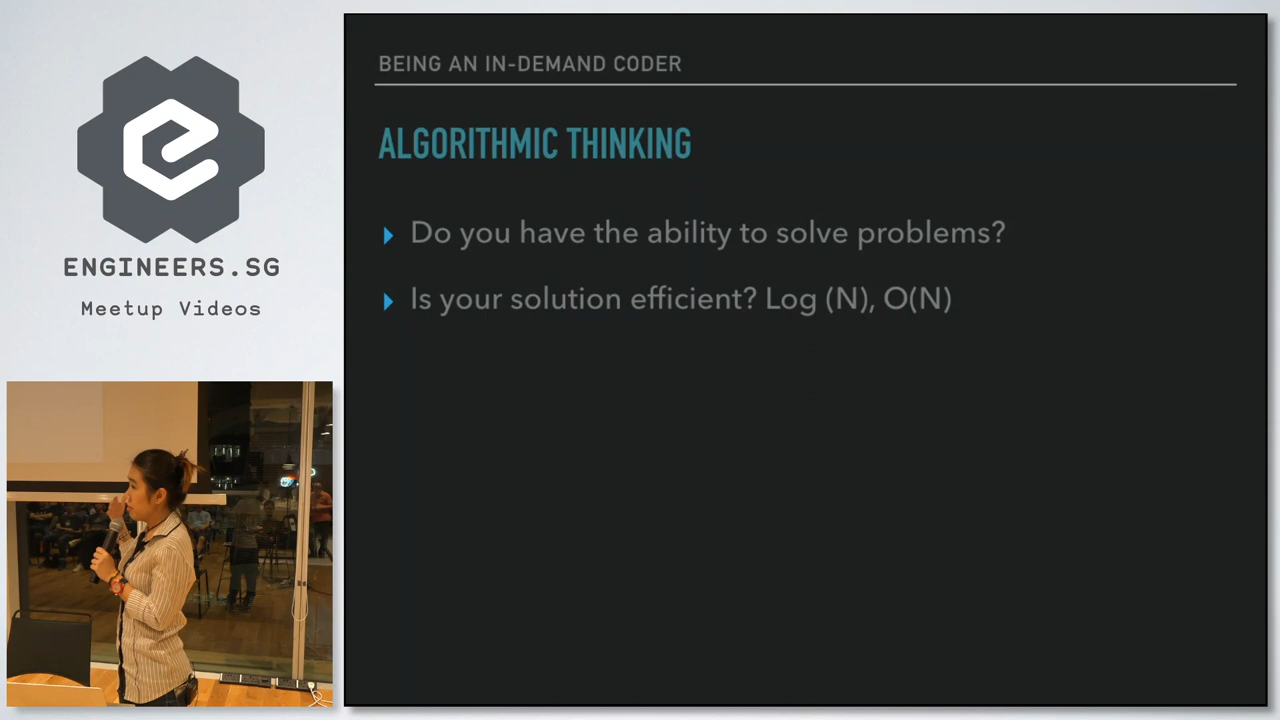 ENGINEERS.SG
Meetup Videos
BEING AN IN-DEMAND CODER
ALGORITHMIC THINKING
Do you have the ability to solve problems?
Is your solution efficient? Log (N), O(N)